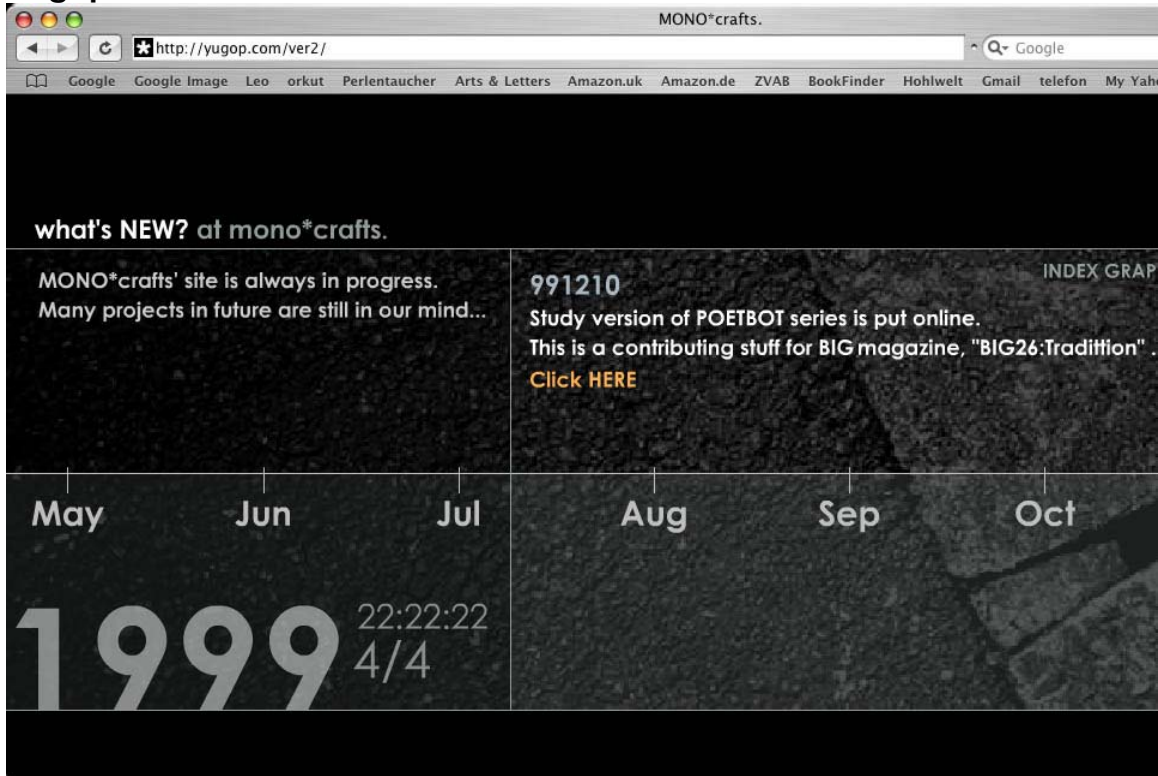 MONO*crafts.
http://yugop.com/ver2/
Google
Google Image Leo orkut Perlentaucher Arts & Letters Amazon.uk Amazon.de ZVAB BookFinder Hohlwelt Gmail telefon My
Google
what's NEW? at mono*crafts.
MONO*crafts' site is always in progress.
Many projects in future are still in our mind...
INDEX
991210
Study version of POETBOT series is put online.
This is a contributing stuff for BIG magazine, "BIG26:Tradittion" .
Click HERE
May Jun Jul Aug Sep Oct
1999
22:22:22
4/4